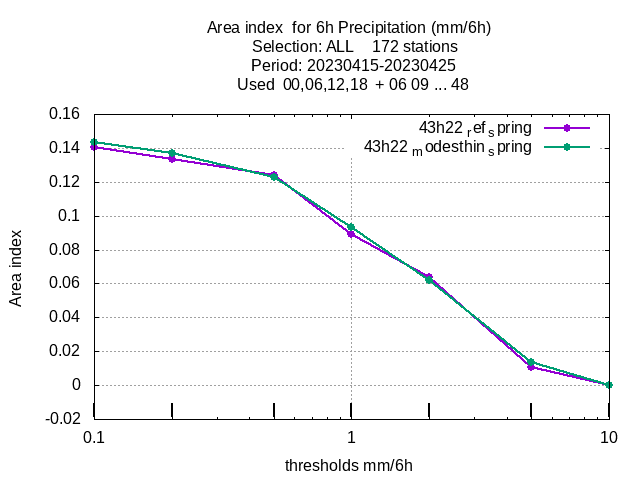 Area index  for 6h Precipitation (mm/6h)
Selection: ALL    172 stations
Period: 20230415-20230425
Used  00,06,12,18  + 06 09 ... 48
43h22 ref spring
43h22 modesthin spring
0.16
0.14
0.12
0.1
0.08
0.06
0.04
0.02
0
-0.02
Area index
0.1
1
10
thresholds mm/6h